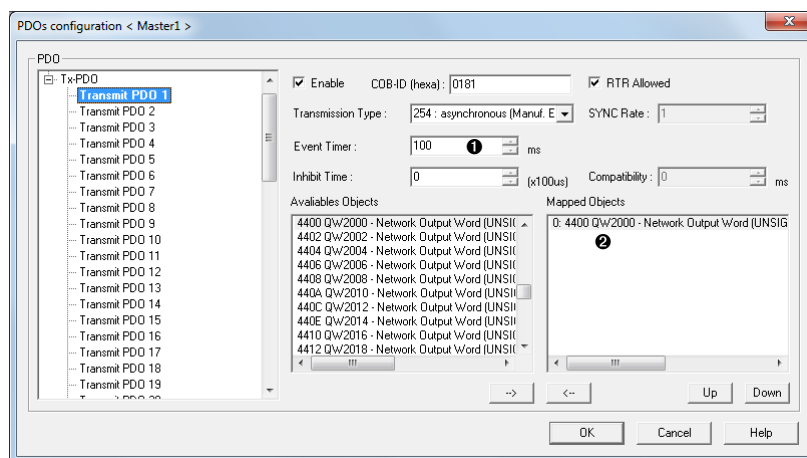 PDOs configuration < Master1 >
PDO
Tx-PDO
Transmit PDO 1
Transmit PDO 2
Transmit PDO 3
Transmit PDO 4
Transmit PDO 5
Transmit PDO 6
Transmit PDO 7
Transmit PDO 8
Transmit PDO 9
Transmit PDO 10
Transmit PDO 11
Transmit PDO 12
Transmit PDO 13
Transmit PDO 14
Transmit PDO 15
Transmit PDO 16
Transmit PDO 17
Transmit PDO 18
Transmit PDO 19
Enable COB-ID (hexa) : 0181 RTR Allowed
Transmission Type : 254 : asynchronous (Manuf. E SYNC Rate : 1
Event Timer : 100 ❶ ms
Inhibit Time : 0 (x100us) Compatibility : 0 ms
Avaliables Objects Mapped Objects
4400 QW2000 - Network Output Word (UNSI( 0: 4400 QW2000 - Network Output Word (UNSIG
4402 QW2002 - Network Output Word (UNSI( ❷
4404 QW2004 - Network Output Word (UNSI(
4406 QW2006 - Network Output Word (UNSI(
4408 QW2008 - Network Output Word (UNSI(
440A QW2010 - Network Output Word (UNSI(
440C QW2012 - Network Output Word (UNSI(
440E QW2014 - Network Output Word (UNSI(
4410 QW2016 - Network Output Word (UNSI(
4412 QW2018 - Network Output Word (UNSI(
--> <-- Up Down
OK Cancel Help